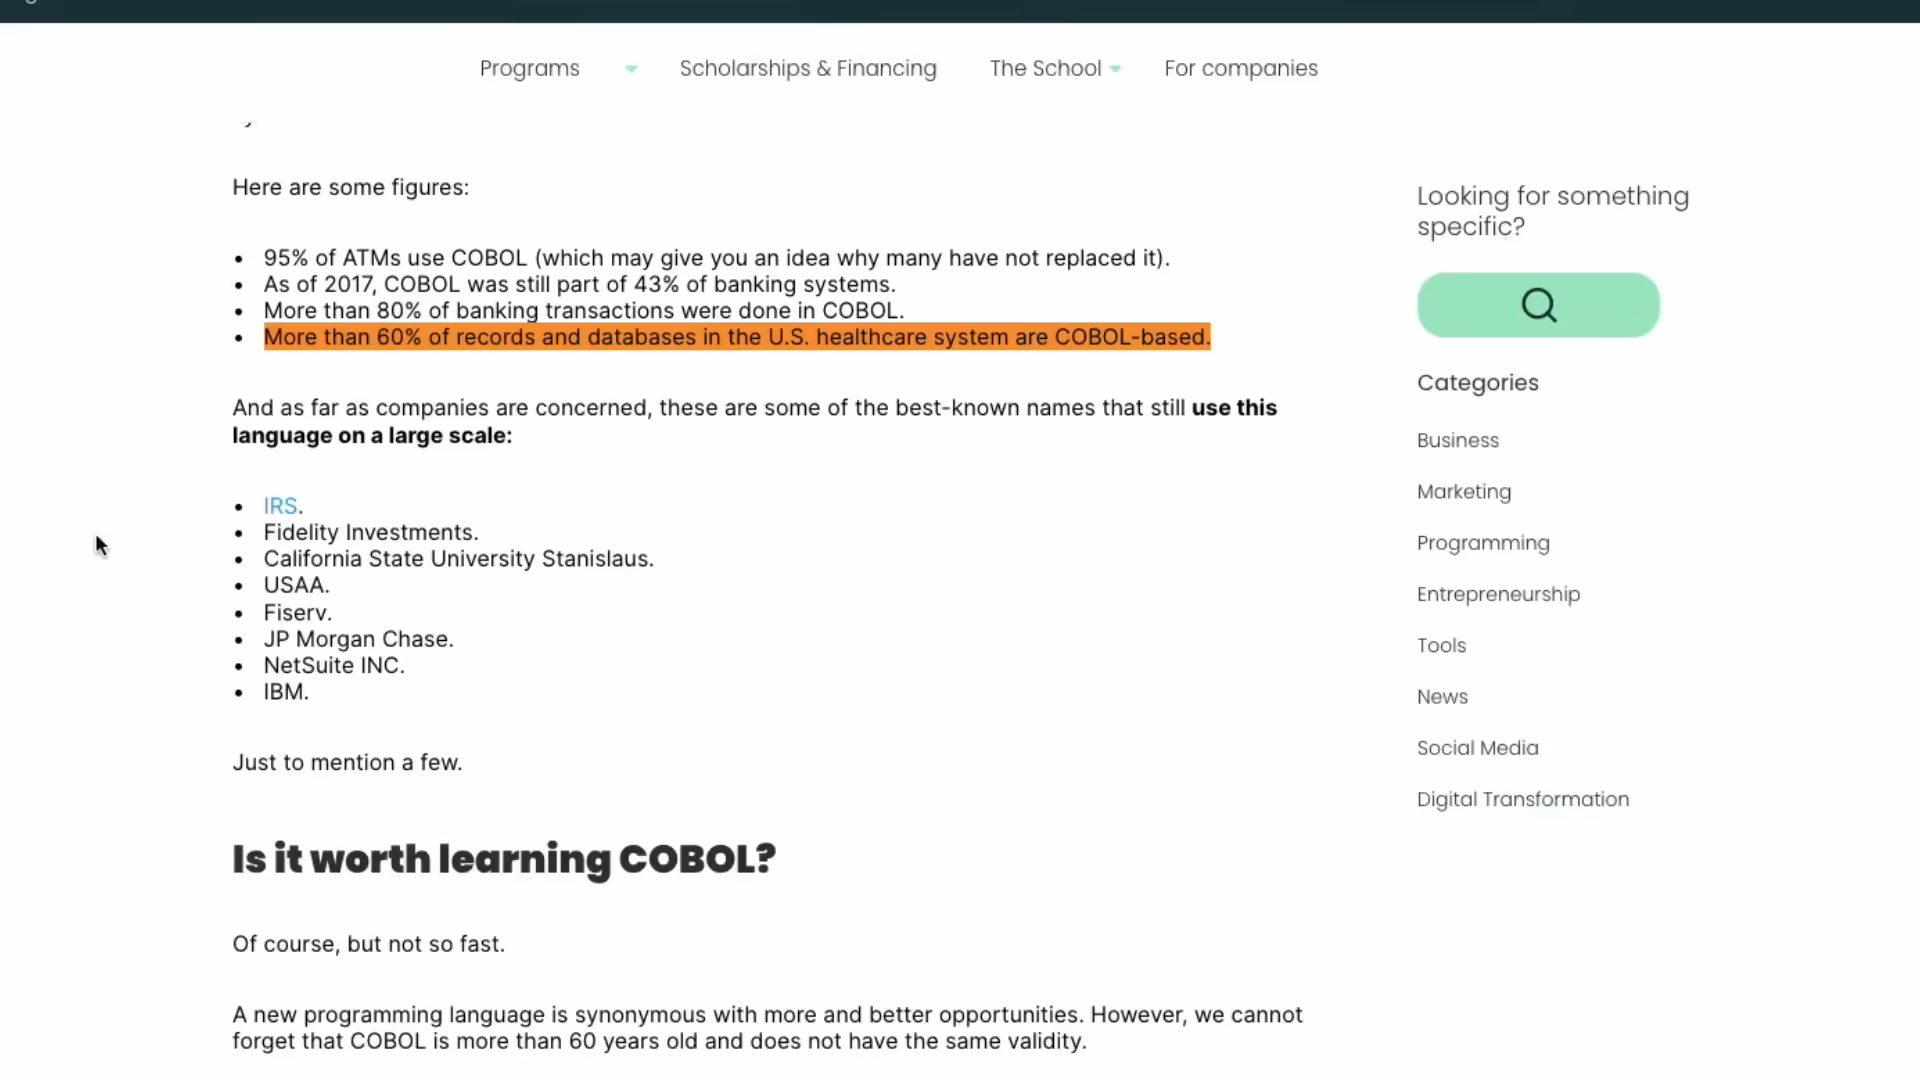 Programs Scholarships & Financing The School For companies
Here are some figures:
• 95% of ATMs use COBOL (which may give you an idea why many have not replaced it).
• As of 2017, COBOL was still part of 43% of banking systems.
• More than 80% of banking transactions were done in COBOL.
• More than 60% of records and databases in the U.S. healthcare system are COBOL-based.
And as far as companies are concerned, these are some of the best-known names that still use this
language on a large scale:
• IRS.
• Fidelity Investments.
• California State University Stanislaus.
• USAA.
• Fiserv.
• JP Morgan Chase.
• NetSuite INC.
• IBM.
Just to mention a few.
Is it worth learning COBOL?
Of course, but not so fast.
A new programming language is synonymous with more and better opportunities. However, we cannot
forget that COBOL is more than 60 years old and does not have the same validity.
Looking for something
specific?
Categories
Business
Marketing
Programming
Entrepreneurship
Tools
News
Social Media
Digital Transformation